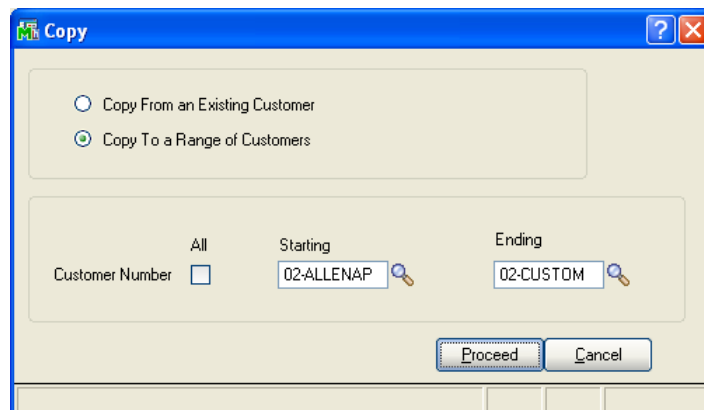 Copy
Copy From an Existing Customer
Copy To a Range of Customers
All Starting Ending
Customer Number 02-ALLENAP 02-CUSTOM
Proceed Cancel